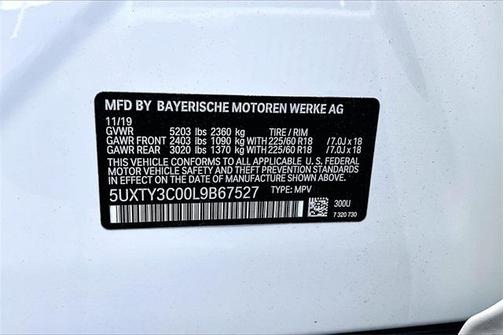 MFD BY BAYERISCHE MOTOREN WERKE AG
11/19
GVWR 5203 lbs 2360 kg TIRE / RIM
GAWR FRONT 2403 lbs 1090 kg WITH 225/60 R18 /7.0J x 18
GAWR REAR 3020 lbs 1370 kg WITH 225/60 R18 /7.0J x 18
THIS VEHICLE CONFORMS TO ALL APPLICABLE U. S. FEDERAL
MOTOR VEHICLE SAFETY, BUMPER, AND THEFT PREVENTION
STANDARDS IN EFFECT ON THE DATE OF MANUFACTURE
SHOWN ABOVE.
5UXTY3C00L9B67527 TYPE: MPV
300U
7 320 730